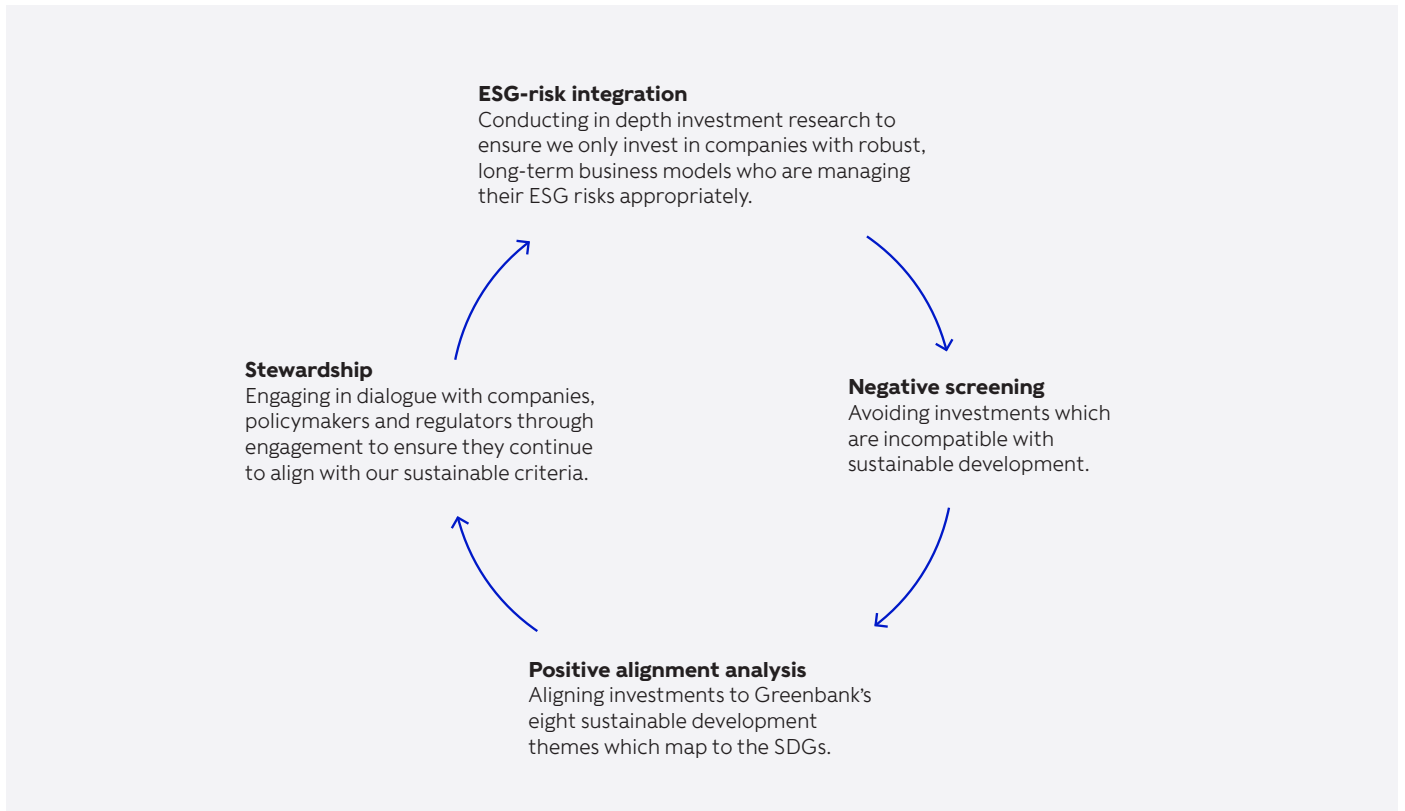 ESG-risk integration
Conducting in depth investment research to
ensure we only invest in companies with robust,
long-term business models who are managing
their ESG risks appropriately.
Stewardship
Engaging in dialogue with companies,
policymakers and regulators through
engagement to ensure they continue
to align with our sustainable criteria.
Negative screening
Avoiding investments which
are incompatible with
sustainable development.
Positive alignment analysis
Aligning investments to Greenbank’s
eight sustainable development
themes which map to the SDGs.